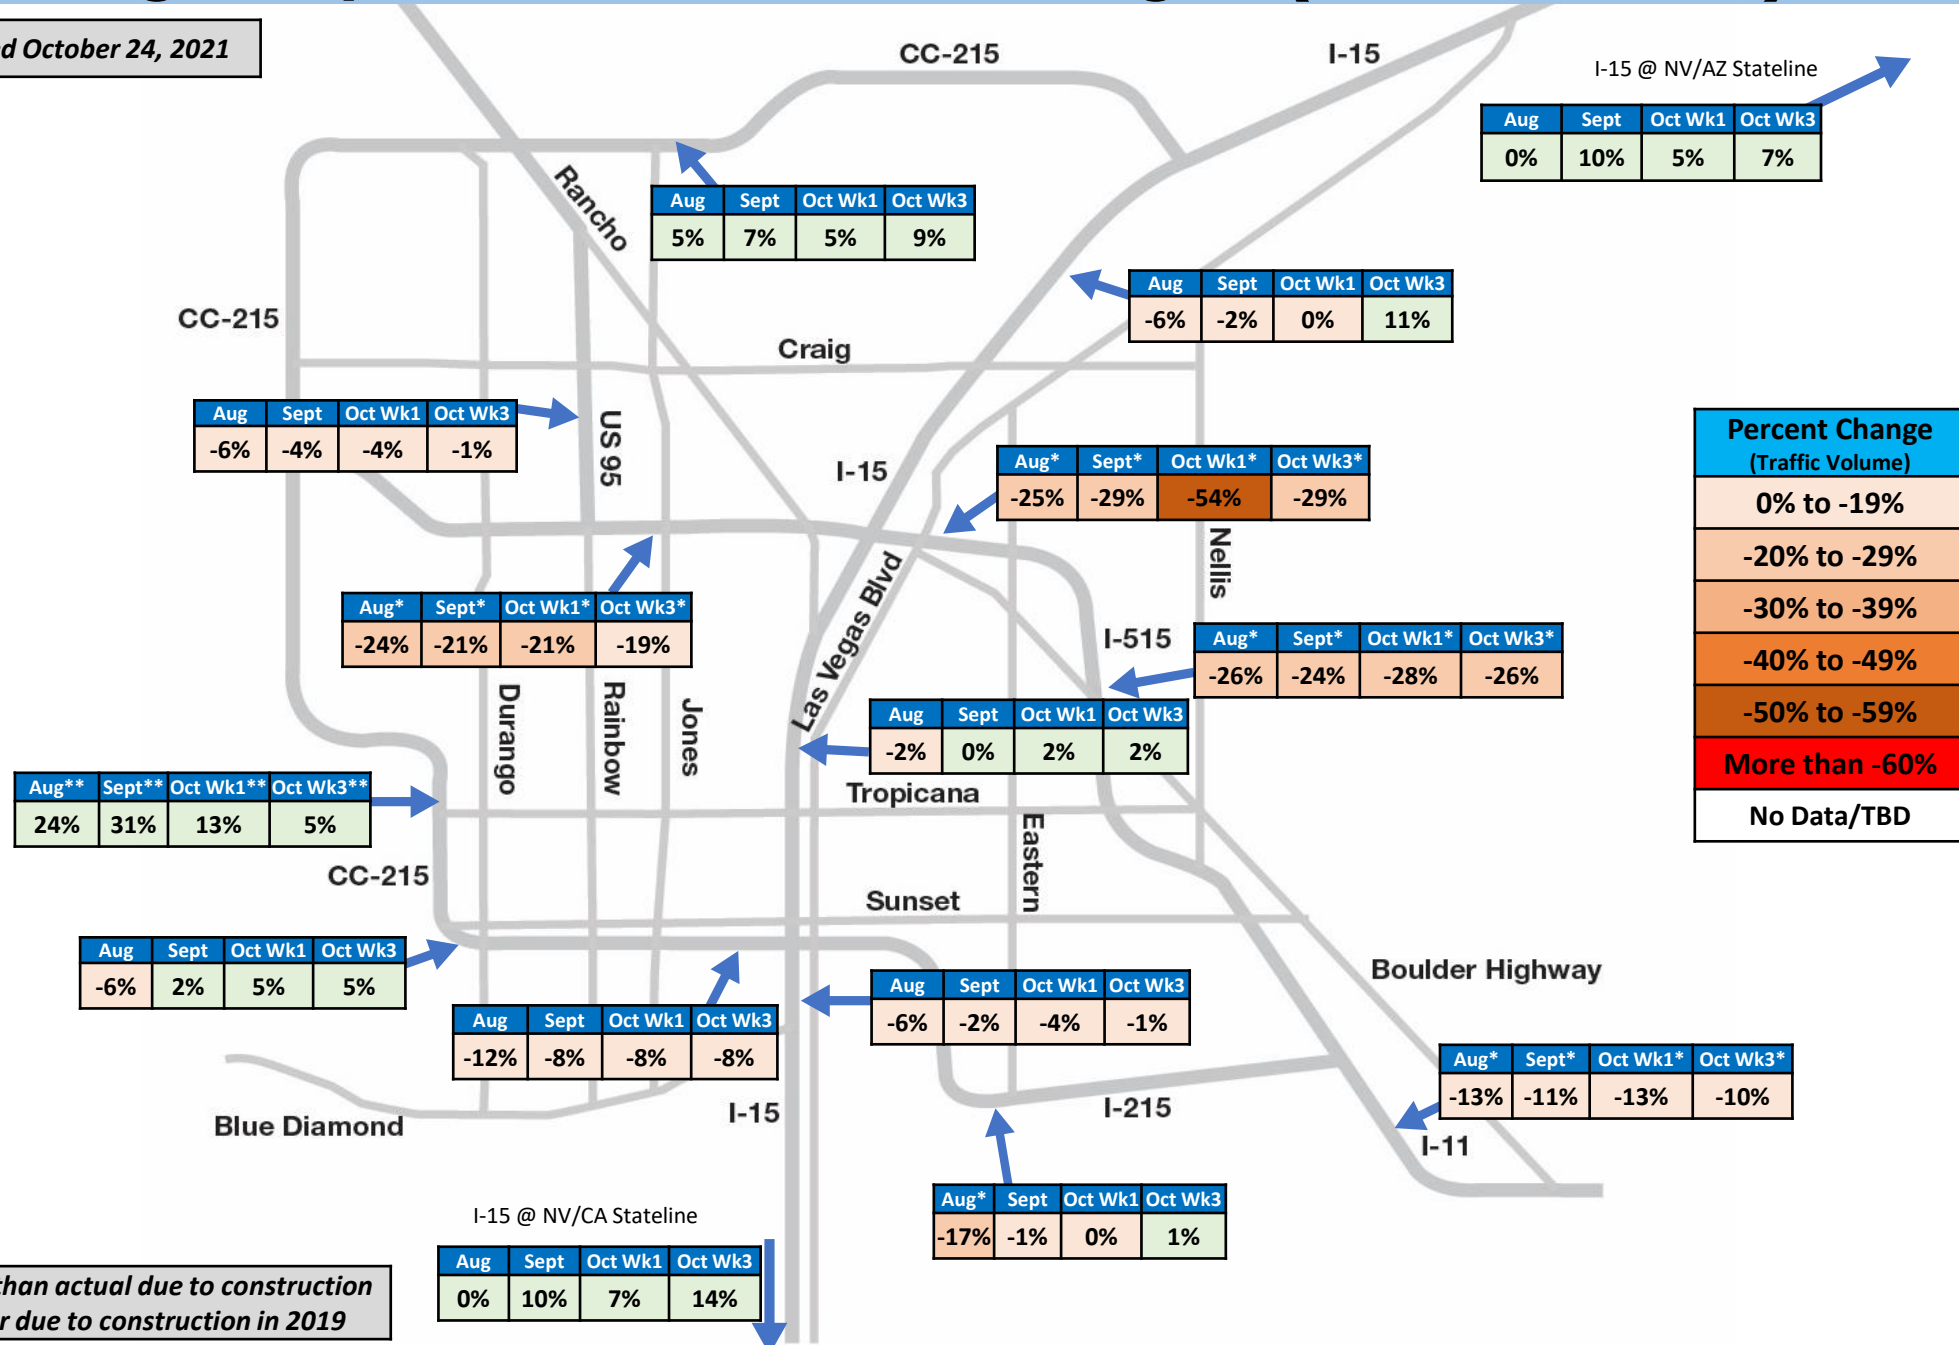 d October 24, 2021
CC-215
I-15
I-15 @ NV/AZ Stateline
Aug Sept Oct Wk1 Oct Wk3
0% 10% 5% 7%
Rancho
Aug Sept Oct Wk1 Oct Wk3
5% 7% 5% 9%
Aug Sept Oct Wk1 Oct Wk3
-6% -2% 0% 11%
CC-215
Craig
Aug Sept Oct Wk1 Oct Wk3
-6% -4% -4% -1%
US 95
I-15
Aug* Sept* Oct Wk1* Oct Wk3*
-25% -29% -54% -29%
Percent Change
(Traffic Volume)
0% to -19%
-20% to -29%
-30% to -39%
-40% to -49%
-50% to -59%
More than -60%
No Data/TBD
Nellis
Las Vegas Blvd
Aug* Sept* Oct Wk1* Oct Wk3*
-24% -21% -21% -19%
I-515
Aug* Sept* Oct Wk1* Oct Wk3*
-26% -24% -28% -26%
Durango
Rainbow
Jones
Aug Sept Oct Wk1 Oct Wk3
-2% 0% 2% 2%
Aug** Sept** Oct Wk1** Oct Wk3**
24% 31% 13% 5%
Tropicana
Eastern
CC-215
Sunset
Aug Sept Oct Wk1 Oct Wk3
-6% 2% 5% 5%
Boulder Highway
Aug Sept Oct Wk1 Oct Wk3
-12% -8% -8% -8%
Aug Sept Oct Wk1 Oct Wk3
-6% -2% -4% -1%
Aug* Sept* Oct Wk1* Oct Wk3*
-13% -11% -13% -10%
Blue Diamond
I-15
I-215
I-11
Aug* Sept Oct Wk1 Oct Wk3
-17% -1% 0% 1%
I-15 @ NV/CA Stateline
Aug Sept Oct Wk1 Oct Wk3
0% 10% 7% 14%
than actual due to construction
r due to construction in 2019